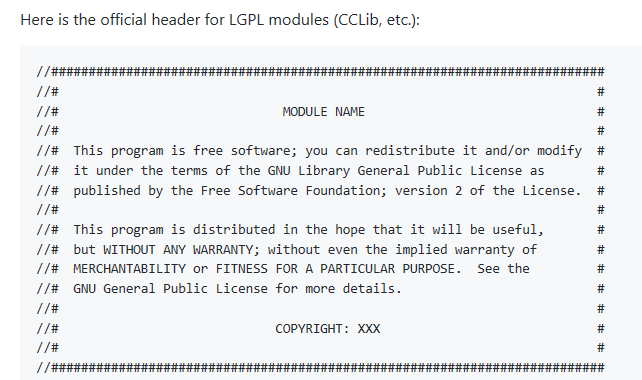 Here is the official header for LGPL modules (CCLib, etc.):
//##########################################################################
//#                                                                        #
//#                              MODULE NAME                               #
//#                                                                        #
//#  This program is free software; you can redistribute it and/or modify  #
//#  it under the terms of the GNU Library General Public License as       #
//#  published by the Free Software Foundation; version 2 of the License.  #
//#                                                                        #
//#  This program is distributed in the hope that it will be useful,       #
//#  but WITHOUT ANY WARRANTY; without even the implied warranty of        #
//#  MERCHANTABILITY or FITNESS FOR A PARTICULAR PURPOSE.  See the         #
//#  GNU General Public License for more details.                          #
//#                                                                        #
//#                             COPYRIGHT: XXX                             #
//#                                                                        #
//##########################################################################